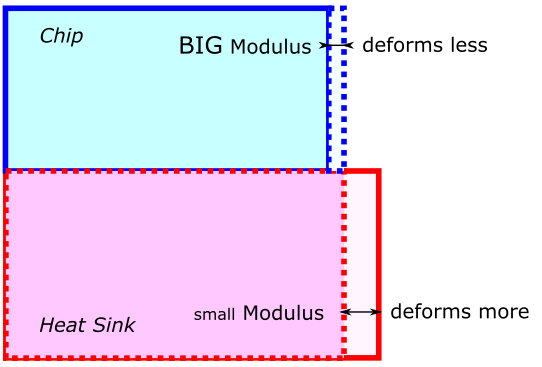 Chip
BIG Modulus
deforms less
small Modulus
deforms more
Heat Sink